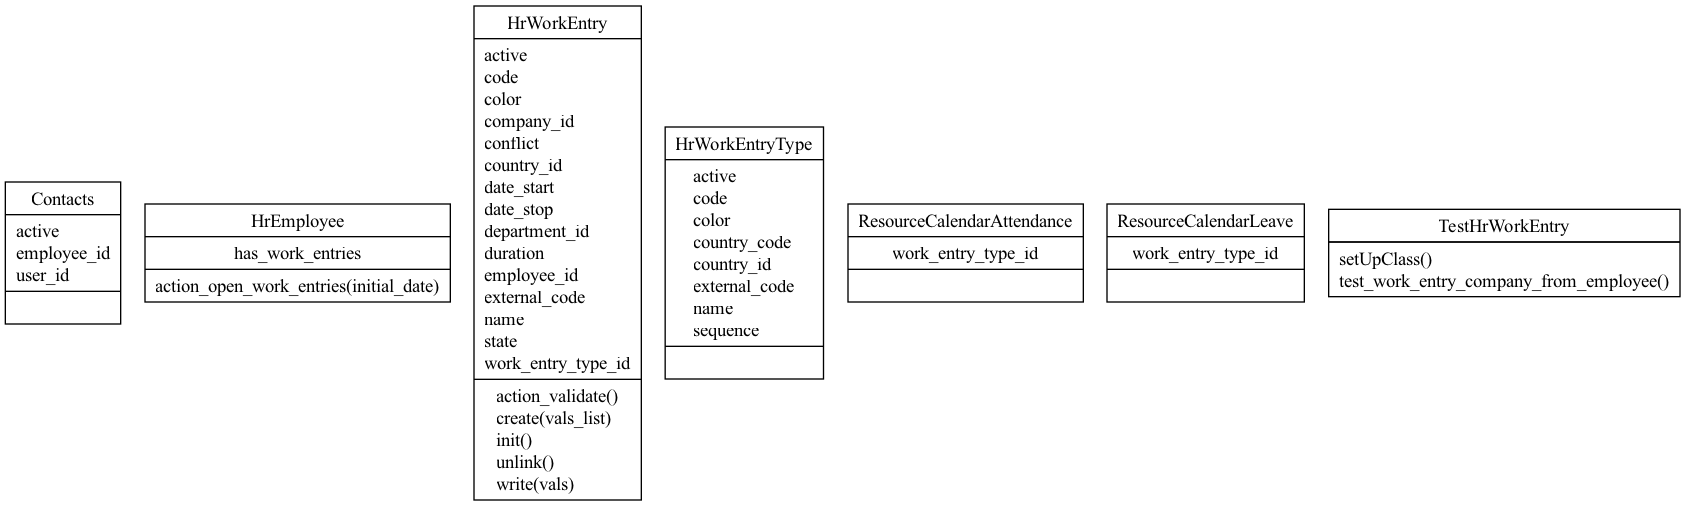 Contacts
active
employee_id
user_id
HrEmployee
has_work_entries
action_open_work_entries(initial_date)
HrWorkEntry
active
code
color
company_id
conflict
country_id
date_start
date_stop
department_id
duration
employee_id
external_code
name
state
work_entry_type_id
action_validate()
create(vals_list)
init()
unlink()
write(vals)
HrWorkEntryType
active
code
color
country_code
country_id
external_code
name
sequence
ResourceCalendarAttendance
work_entry_type_id
ResourceCalendarLeave
work_entry_type_id
TestHrWorkEntry
setUpClass()
test_work_entry_company_from_employee()